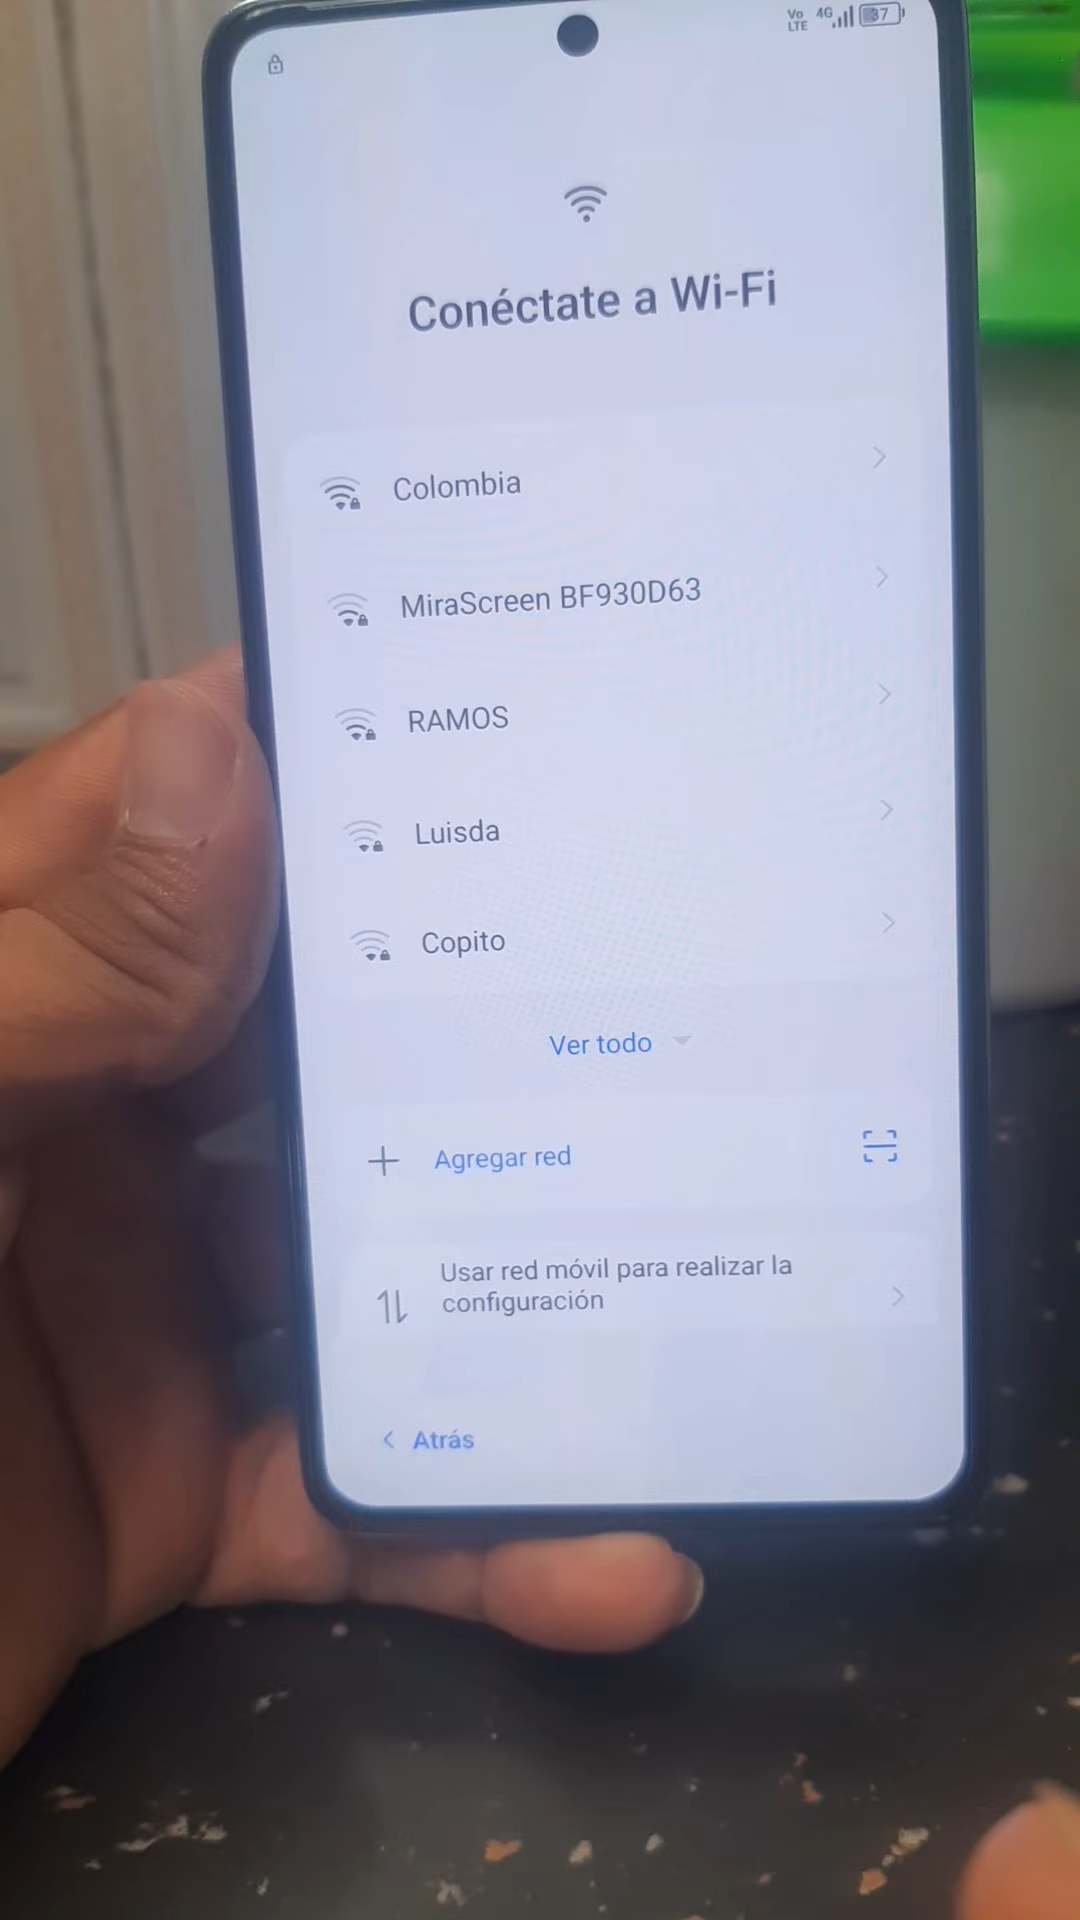 Vo
LTE
4G
37
Conéctate a Wi-Fi
Colombia
MiraScreen BF930D63
RAMOS
Luisda
Copito
Ver todo
Agregar red
Usar red móvil para realizar la
configuración
Atrás